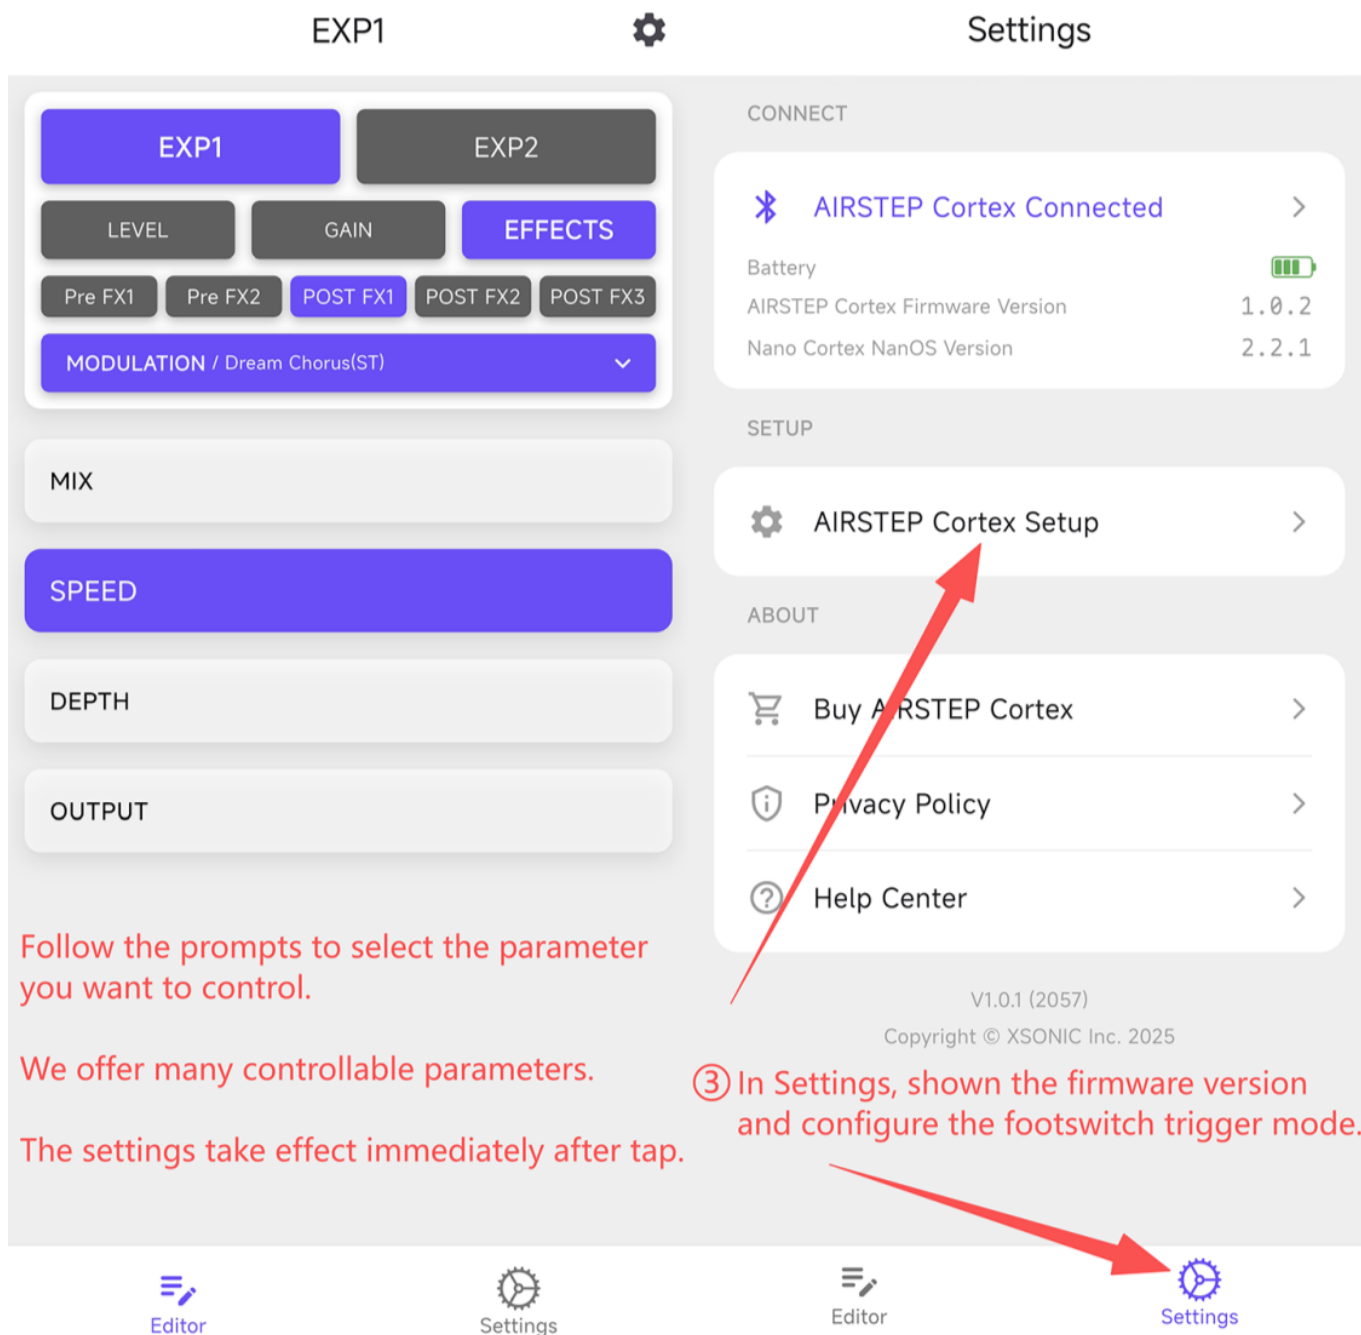 EXP1
EXP1
EXP2
LEVEL
GAIN
EFFECTS
Pre FX1
Pre FX2
POST FX1
POST FX2
POST FX3
MODULATION / Dream Chorus(ST)
MIX
SPEED
DEPTH
OUTPUT
Follow the prompts to select the parameter
you want to control.
We offer many controllable parameters.
The settings take effect immediately after tap.
Editor
Settings
Settings
CONNECT
AIRSTEP Cortex Connected
Battery
AIRSTEP Cortex Firmware Version 1.0.2
Nano Cortex NanOS Version 2.2.1
SETUP
AIRSTEP Cortex Setup
ABOUT
Buy AIRSTEP Cortex
Privacy Policy
Help Center
V1.0.1 (2057)
Copyright © XSONIC Inc. 2025
③ In Settings, shown the firmware version
and configure the footswitch trigger mode.
Editor
Settings